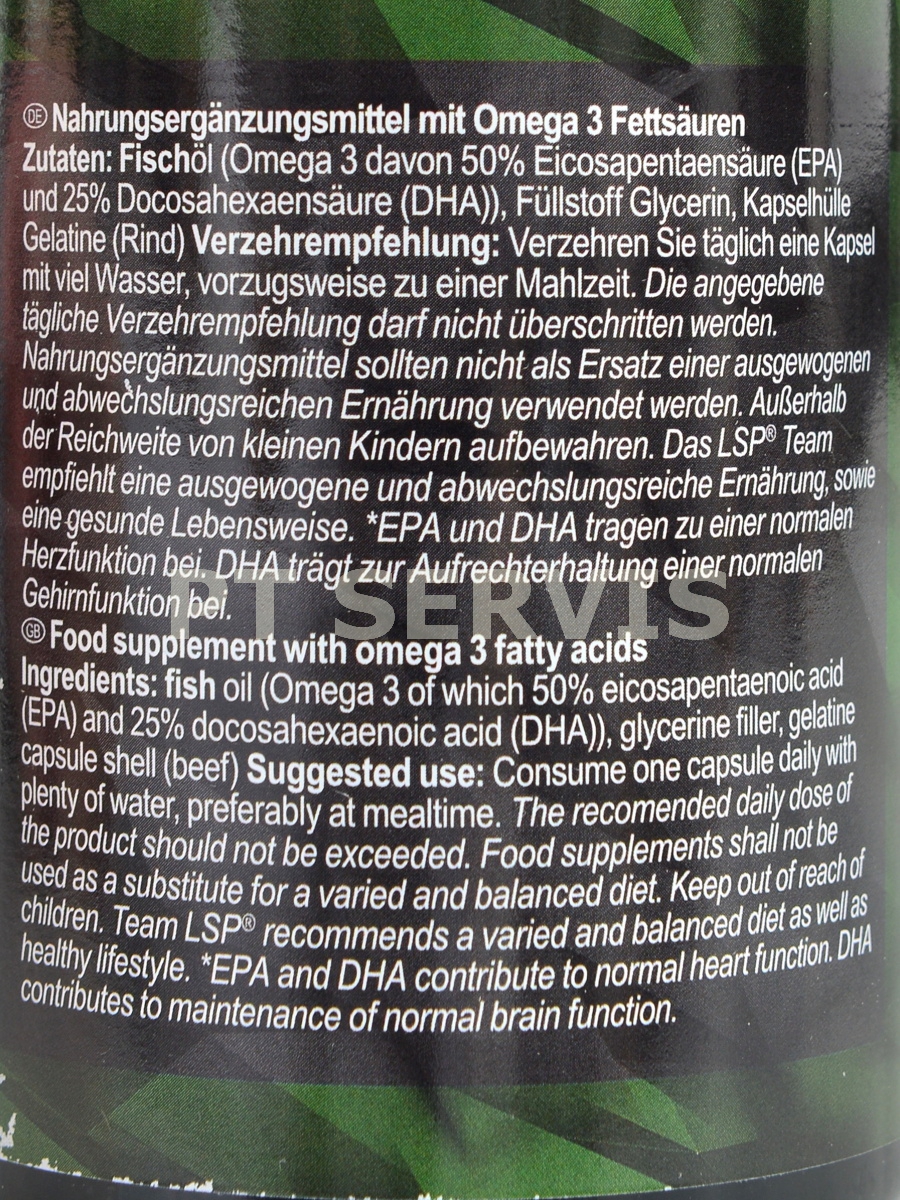 DE Nahrungsergänzungsmittel mit Omega 3 Fettsäuren
Zutaten: Fischöl (Omega 3 davon 50% Eicosapentaensäure (EPA)
und 25% Docosahexaensäure (DHA)), Füllstoff Glycerin, Kapselhülle
Gelatine (Rind) Verzehrempfehlung: Verzehren Sie täglich eine Kapsel
mit viel Wasser, vorzugsweise zu einer Mahlzeit. Die angegebene
tägliche Verzehrempfehlung darf nicht überschritten werden.
Nahrungsergänzungsmittel sollten nicht als Ersatz einer ausgewogenen
und abwechslungsreichen Ernährung verwendet werden. Außerhalb
der Reichweite von kleinen Kindern aufbewahren. Das LSP® Team
empfiehlt eine ausgewogene und abwechslungsreiche Ernährung, sowie
eine gesunde Lebensweise. *EPA und DHA tragen zu einer normalen
Herzfunktion bei. DHA trägt zur Aufrechterhaltung einer normalen
Gehirnfunktion bei.
PT SERVIS
GB Food supplement with omega 3 fatty acids
Ingredients: fish oil (Omega 3 of which 50% eicosapentaenoic acid
(EPA) and 25% docosahexaenoic acid (DHA)), glycerine filler, gelatine
capsule shell (beef) Suggested use: Consume one capsule daily with
plenty of water, preferably at mealtime. The recomended daily dose of
the product should not be exceeded. Food supplements shall not be
used as a substitute for a varied and balanced diet. Keep out of reach of
children. Team LSP® recommends a varied and balanced diet as well as
healthy lifestyle. *EPA and DHA contribute to normal heart function. DHA
contributes to maintenance of normal brain function.